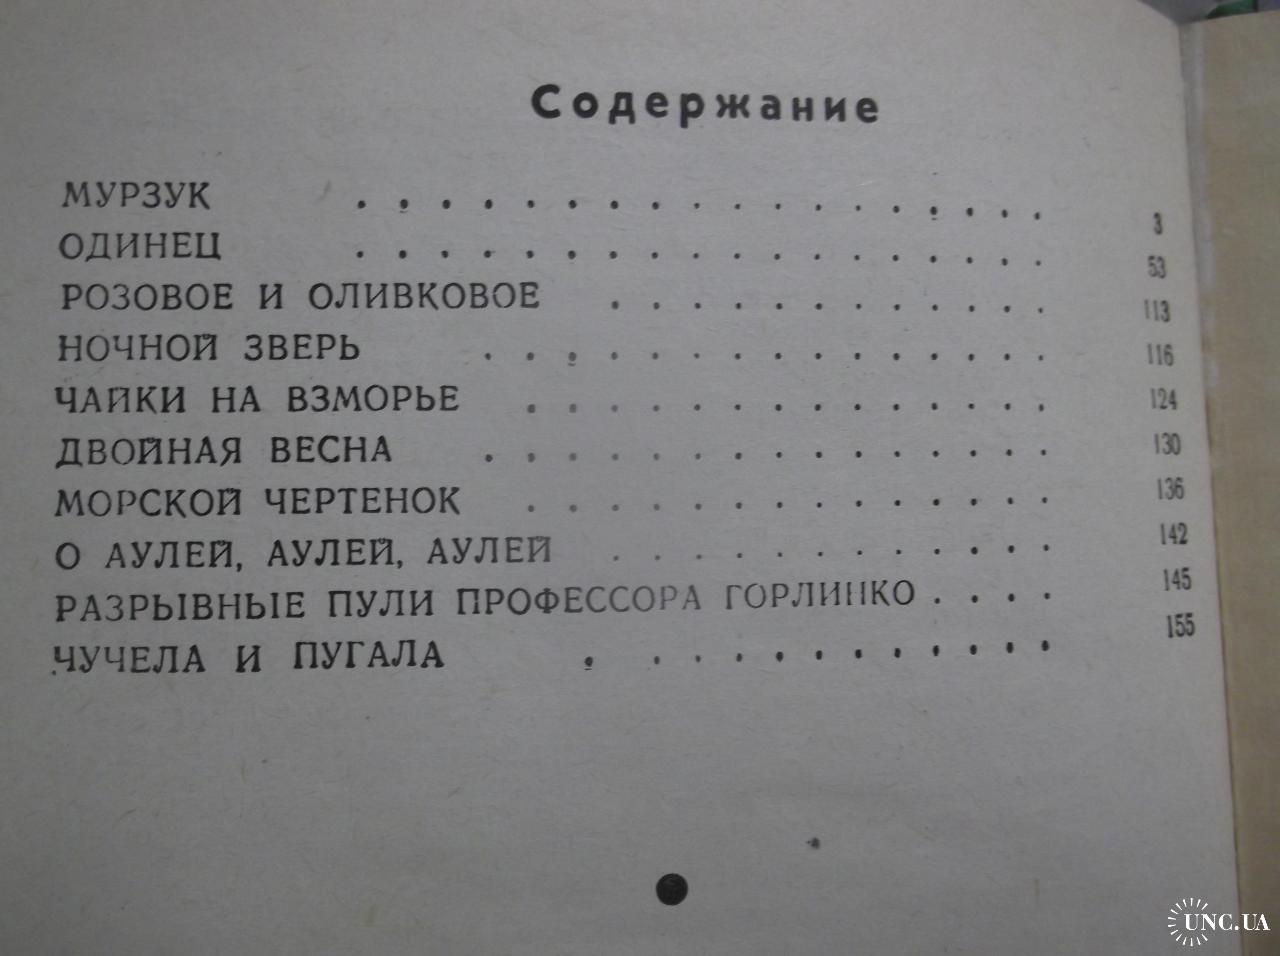 Содержание
МУРЗУК . . . . . . . . . . . . . . . . . 3
ОДИНЕЦ . . . . . . . . . . . . . . . . . 53
РОЗОВОЕ И ОЛИВКОВОЕ . . . . . . . . . . . 113
НОЧНОЙ ЗВЕРЬ . . . . . . . . . . . . . . 116
ЧАЙКИ НА ВЗМОРЬЕ . . . . . . . . . . . . . 124
ДВОЙНАЯ ВЕСНА . . . . . . . . . . . . . . 130
МОРСКОЙ ЧЕРТЕНОК . . . . . . . . . . . . . 136
О АУЛЕЙ, АУЛЕЙ, АУЛЕЙ . . . . . . . . . . . 142
РАЗРЫВНЫЕ ПУЛИ ПРОФЕССОРА ГОРЛИНКО . . . . 145
ЧУЧЕЛА И ПУГАЛА . . . . . . . . . . . . 155
UNC.UA